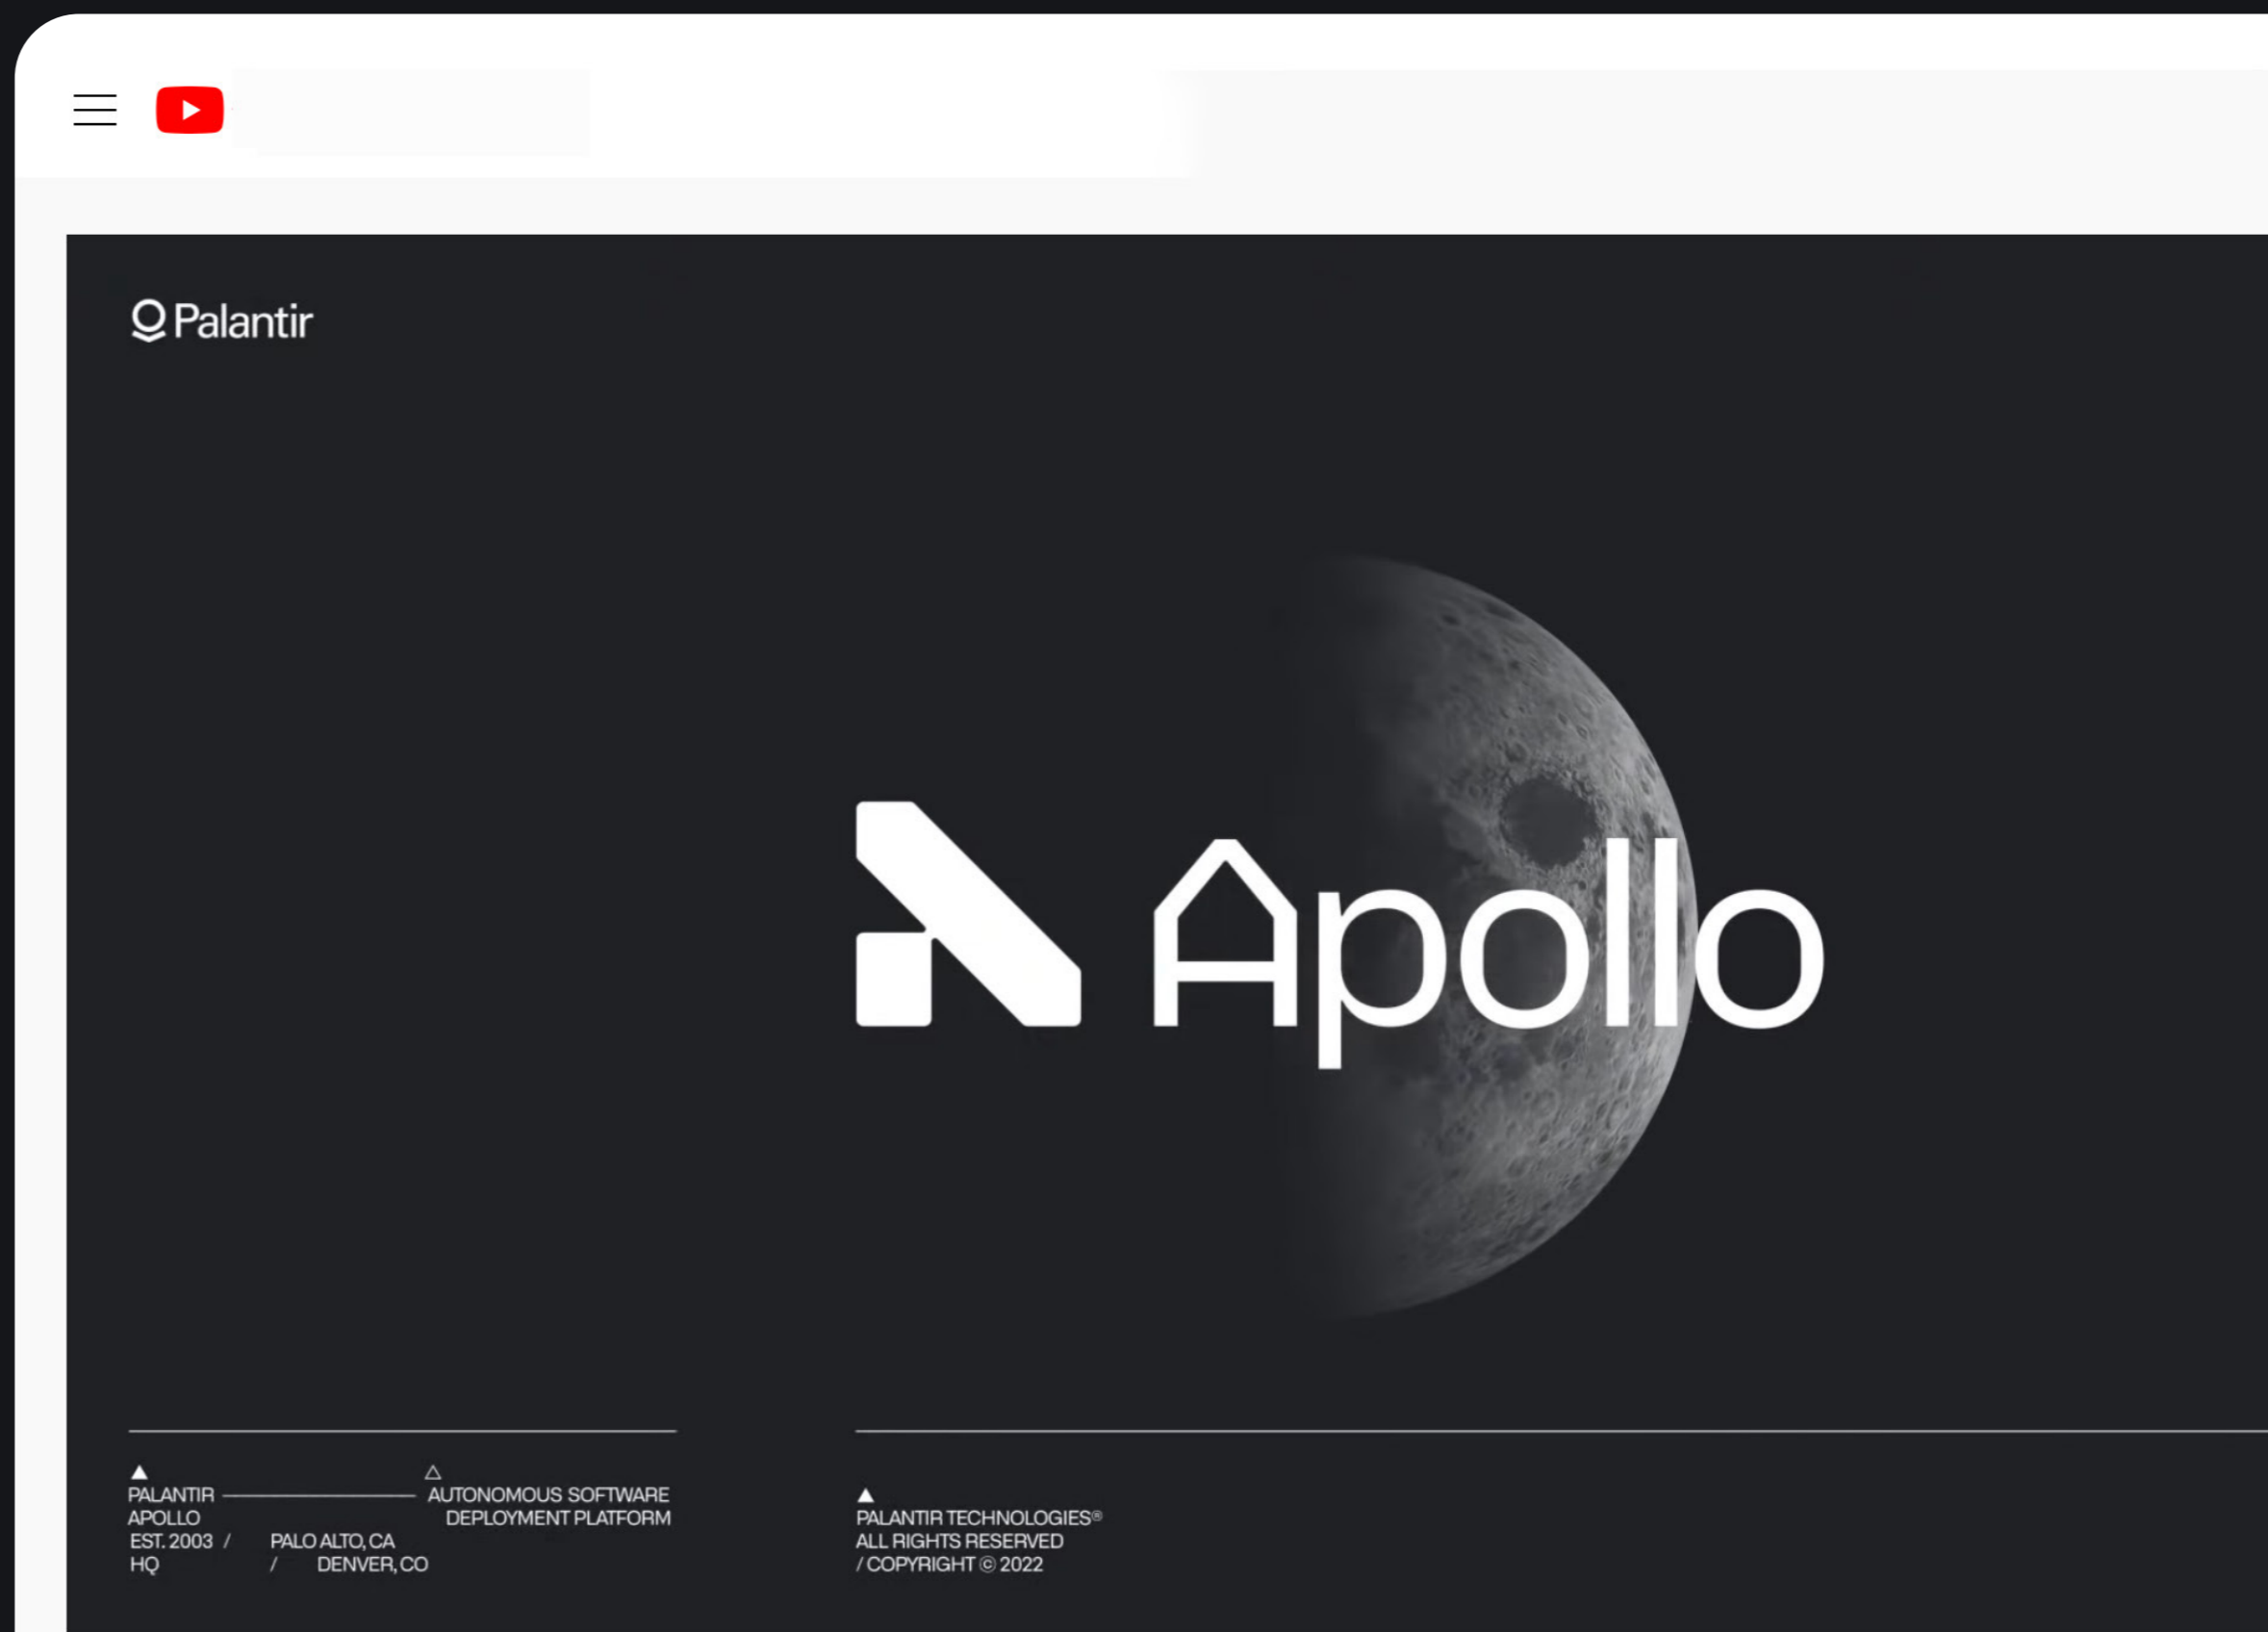 Palantir
Apollo
PALANTIR AUTONOMOUS SOFTWARE
APOLLO DEPLOYMENT PLATFORM
EST. 2003 / PALO ALTO, CA
HQ / DENVER, CO
PALANTIR TECHNOLOGIES®
ALL RIGHTS RESERVED
/ COPYRIGHT © 2022